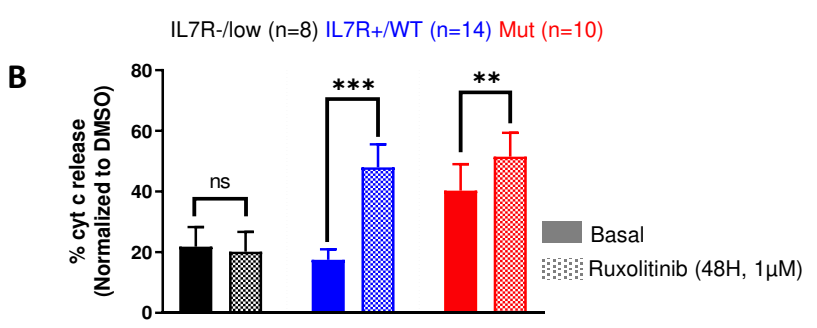 IL7R-/low (n=8) IL7R+/WT (n=14) Mut (n=10)
B
% cyt c release
(Normalized to DMSO)
80
60
40
20
0
ns
***
**
Basal
Ruxolitinib (48H, 1µM)